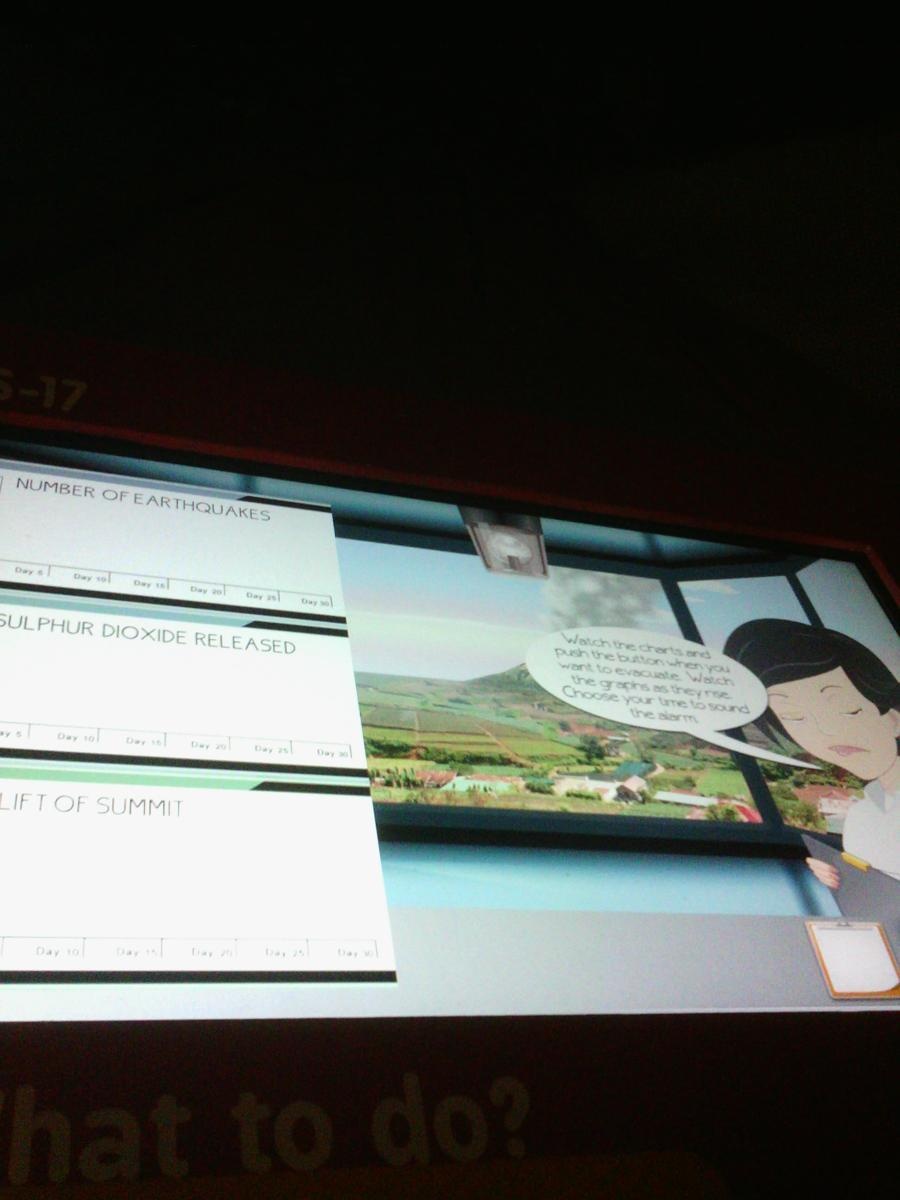 S-17
NUMBER OF EARTHQUAKES
Day 5 Day 10 Day 15 Day 20 Day 25 Day 30
SULPHUR DIOXIDE RELEASED
ay 5 Day 10 Day 15 Day 20 Day 25 Day 30
LIFT OF SUMMIT
Day 10 Day 15 Day 20 Day 25 Day 30
Watch the charts and
push the button when you
want to evacuate. Watch
the graphs as they rise.
Choose your time to sound
the alarm.
hat to do?